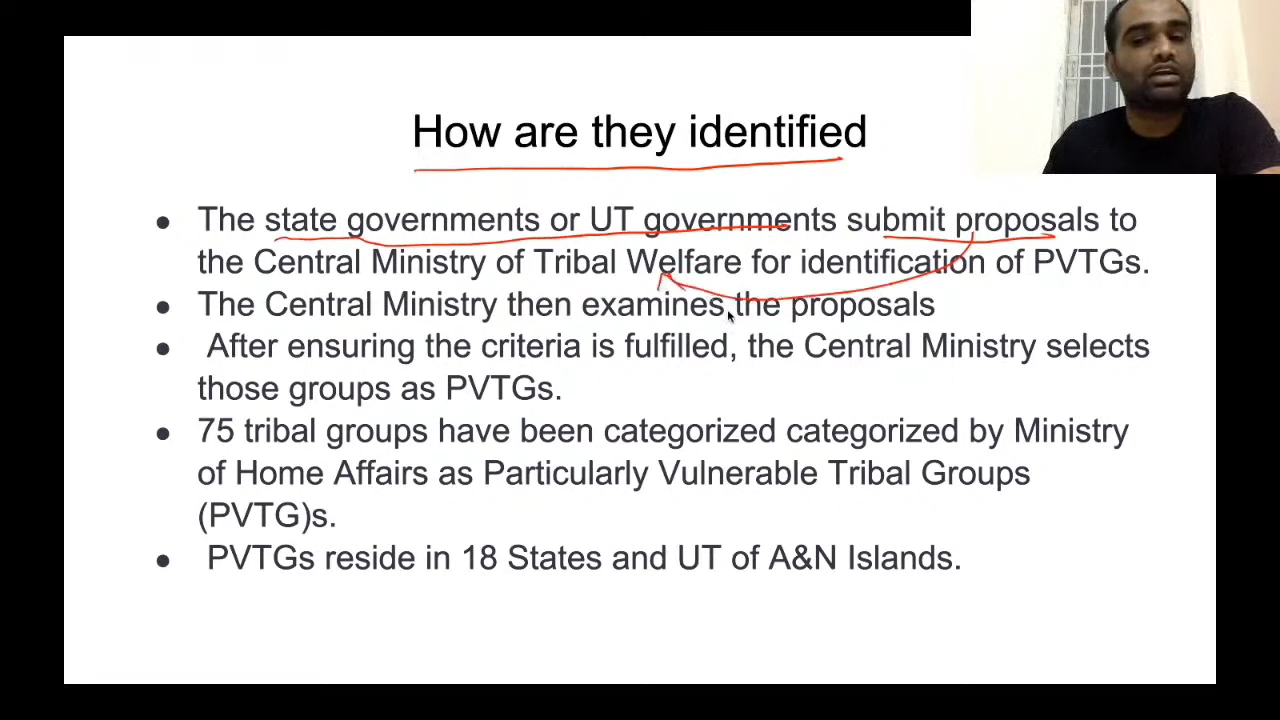 How are they identified
● The state governments or UT governments submit proposals to
the Central Ministry of Tribal Welfare for identification of PVTGs.
● The Central Ministry then examines the proposals
● After ensuring the criteria is fulfilled, the Central Ministry selects
those groups as PVTGs.
● 75 tribal groups have been categorized categorized by Ministry
of Home Affairs as Particularly Vulnerable Tribal Groups
(PVTG)s.
● PVTGs reside in 18 States and UT of A&N Islands.